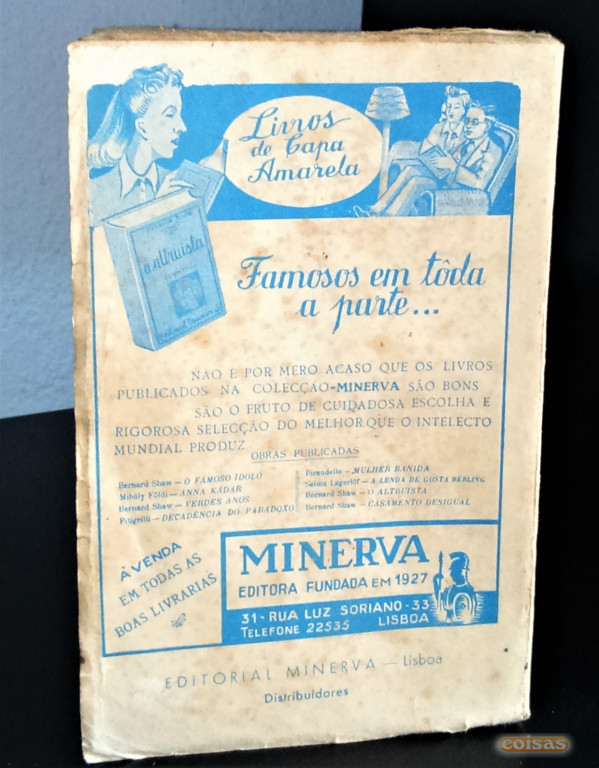 Livros
de Capa
Amarela
o altruista
Famosos em tôda
a parte...
NÃO E POR MERO ACASO QUE OS LIVROS
PUBLICADOS NA COLECÇÃO-MINERVA SÃO BONS
SÃO O FRUTO DE CUIDADOSA ESCOLHA E
RIGOROSA SELECÇÃO DO MELHOR QUE O INTELECTO
MUNDIAL PRODUZ
OBRAS PUBLICADAS
Bernard Shaw — O FAMOSO IDOLO
Mihály Földi — ANNA KÁDÁR
Bernard Shaw — VERDES ANOS
Pitigrilli — DECADÊNCIA DO PARADOXO
Pirandello — MULHER BANIDA
Selma Lagerlöf — A LENDA DE GOSTA BERLING
Bernard Shaw — O ALTRUISTA
Bernard Shaw — CASAMENTO DESIGUAL
À VENDA
EM TODAS AS
BOAS LIVRARIAS
MINERVA
EDITORA FUNDADA EM 1927
31 - RUA LUZ SORIANO - 33
TELEFONE 22535 LISBOA
EDITORIAL MINERVA — Lisboa
Distribuidores
coisas